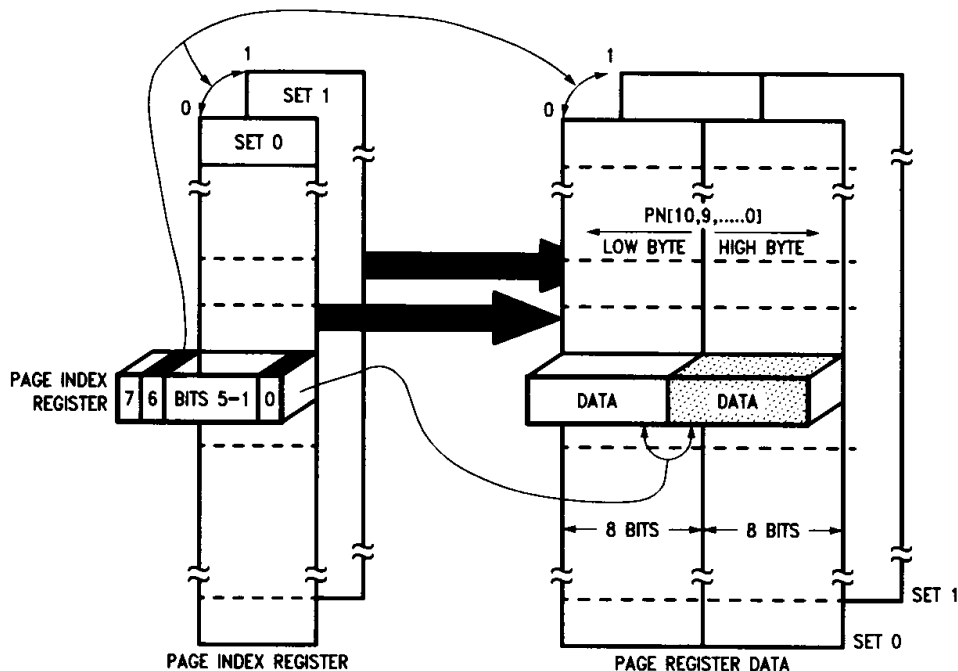 1
1
0
SET 1
0
SET 0
PN[10,9,.....0]
LOW BYTE
HIGH BYTE
PAGE INDEX
REGISTER
7
6
BITS 5-1
0
DATA
DATA
8 BITS
8 BITS
SET 1
SET 0
PAGE INDEX REGISTER
PAGE REGISTER DATA